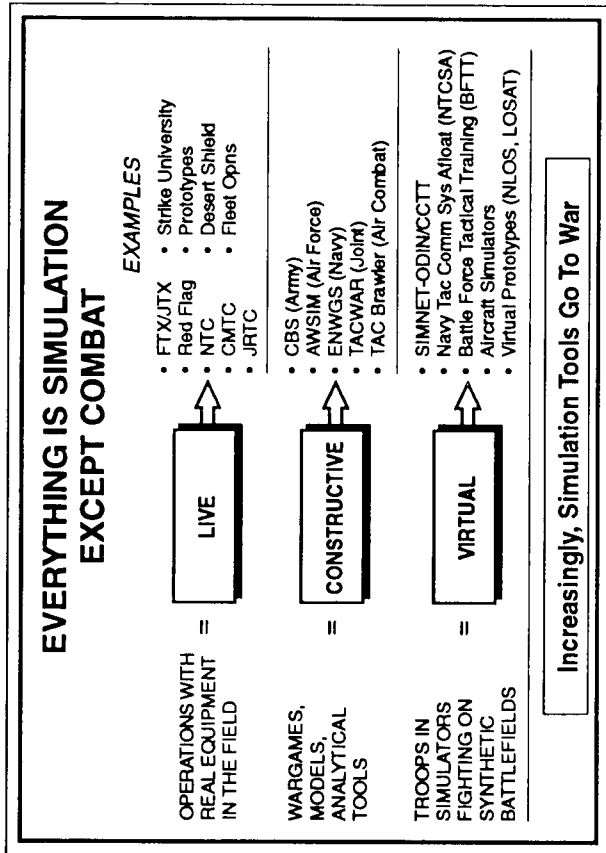 EVERYTHING IS SIMULATION
EXCEPT COMBAT
EXAMPLES
OPERATIONS WITH
REAL EQUIPMENT
IN THE FIELD
=
LIVE
• FTX/JTX
• Red Flag
• NTC
• CMTC
• JRTC
• Strike University
• Prototypes
• Desert Shield
• Fleet Opns
WARGAMES,
MODELS,
ANALYTICAL
TOOLS
=
CONSTRUCTIVE
• CBS (Army)
• AWSIM (Air Force)
• ENWGS (Navy)
• TACWAR (Joint)
• TAC Brawler (Air Combat)
TROOPS IN
SIMULATORS
FIGHTING ON
SYNTHETIC
BATTLEFIELDS
=
VIRTUAL
• SIMNET-ODIN/CCTT
• Navy Tac Comm Sys Afloat (NTCSA)
• Battle Force Tactical Training (BFTT)
• Aircraft Simulators
• Virtual Prototypes (NLOS, LOSAT)
Increasingly, Simulation Tools Go To War